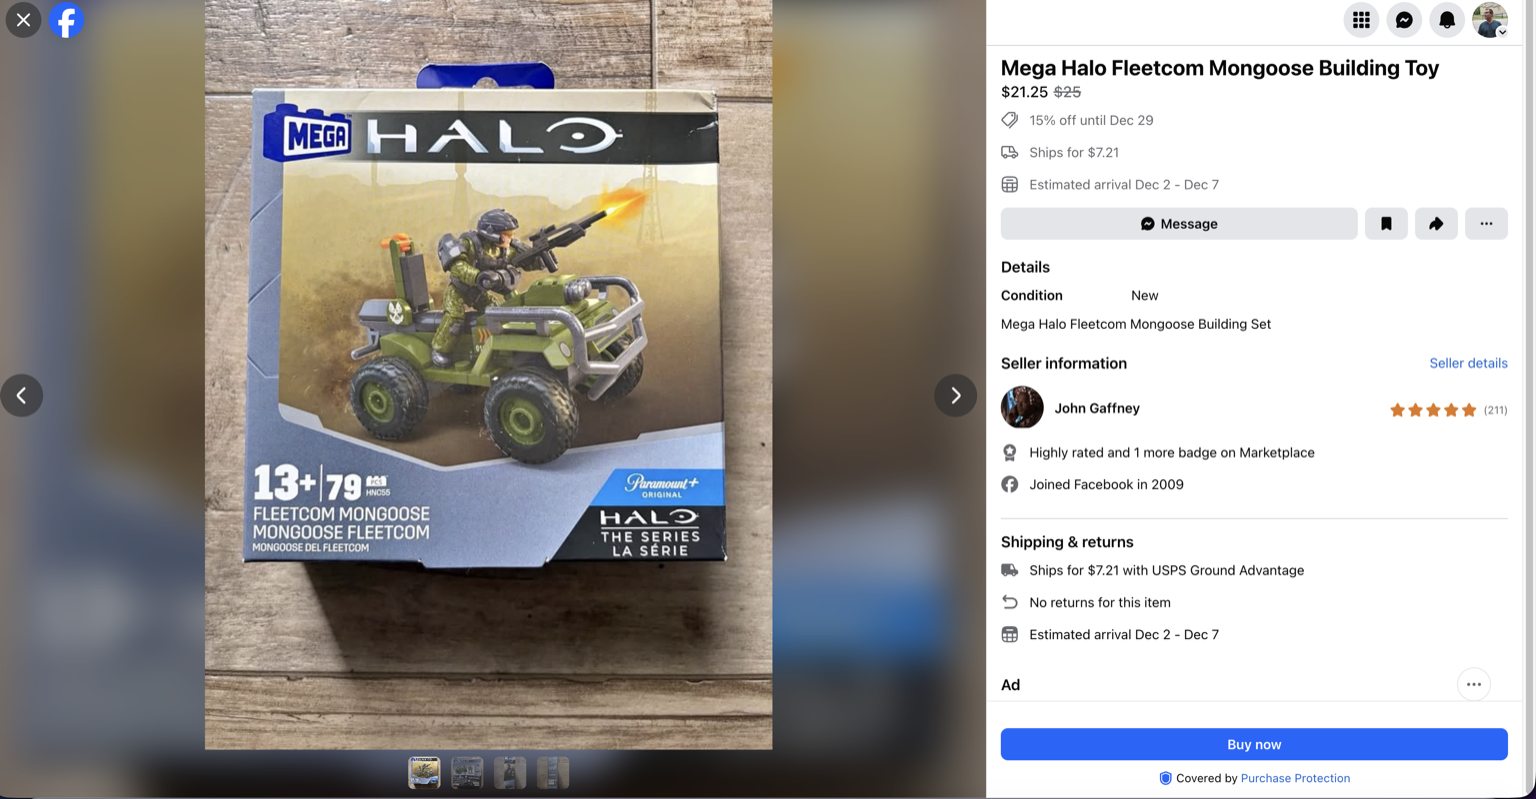 MEGA HALO
13+ 79 PCS
HNC55
FLEETCOM MONGOOSE
MONGOOSE FLEETCOM
MONGOOSE DEL FLEETCOM
Paramount+
ORIGINAL
HALO
THE SERIES
LA SÉRIE
Mega Halo Fleetcom Mongoose Building Toy
$21.25 $25
15% off until Dec 29
Ships for $7.21
Estimated arrival Dec 2 - Dec 7
Message
Details
Condition New
Mega Halo Fleetcom Mongoose Building Set
Seller information Seller details
John Gaffney (211)
Highly rated and 1 more badge on Marketplace
Joined Facebook in 2009
Shipping & returns
Ships for $7.21 with USPS Ground Advantage
No returns for this item
Estimated arrival Dec 2 - Dec 7
Ad
Buy now
Covered by Purchase Protection